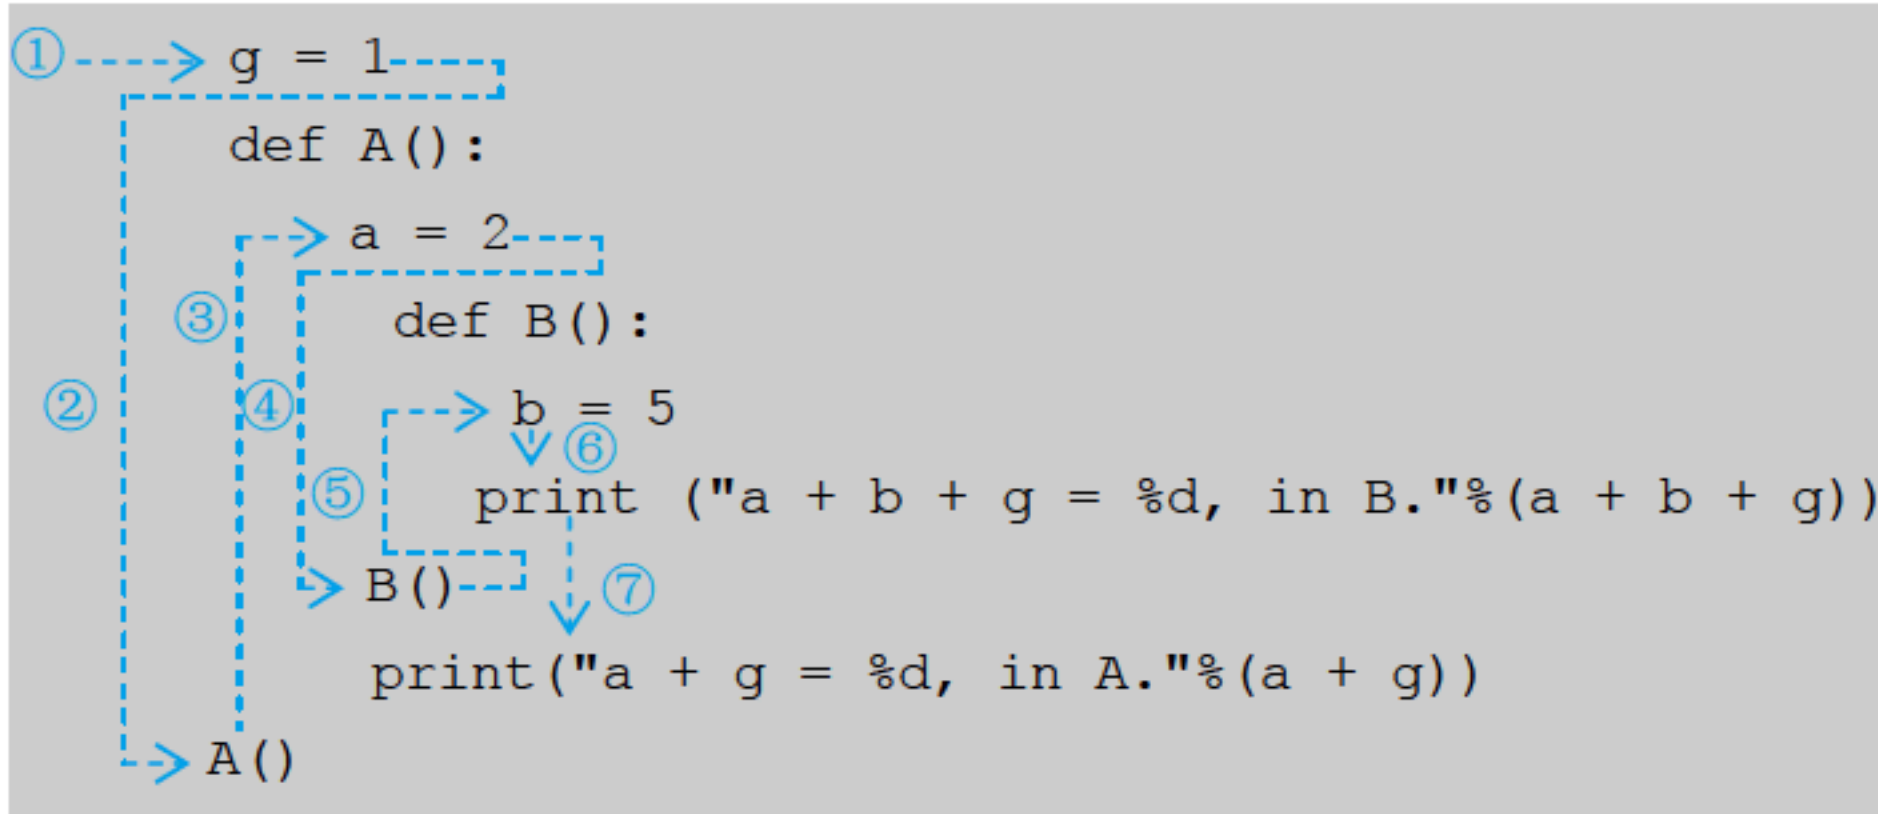 ① g = 1
def A():
a = 2
③
def B():
② ④ b = 5
⑥
⑤ print ("a + b + g = %d, in B."%(a + b + g))
B() ⑦
print("a + g = %d, in A."%(a + g))
A()